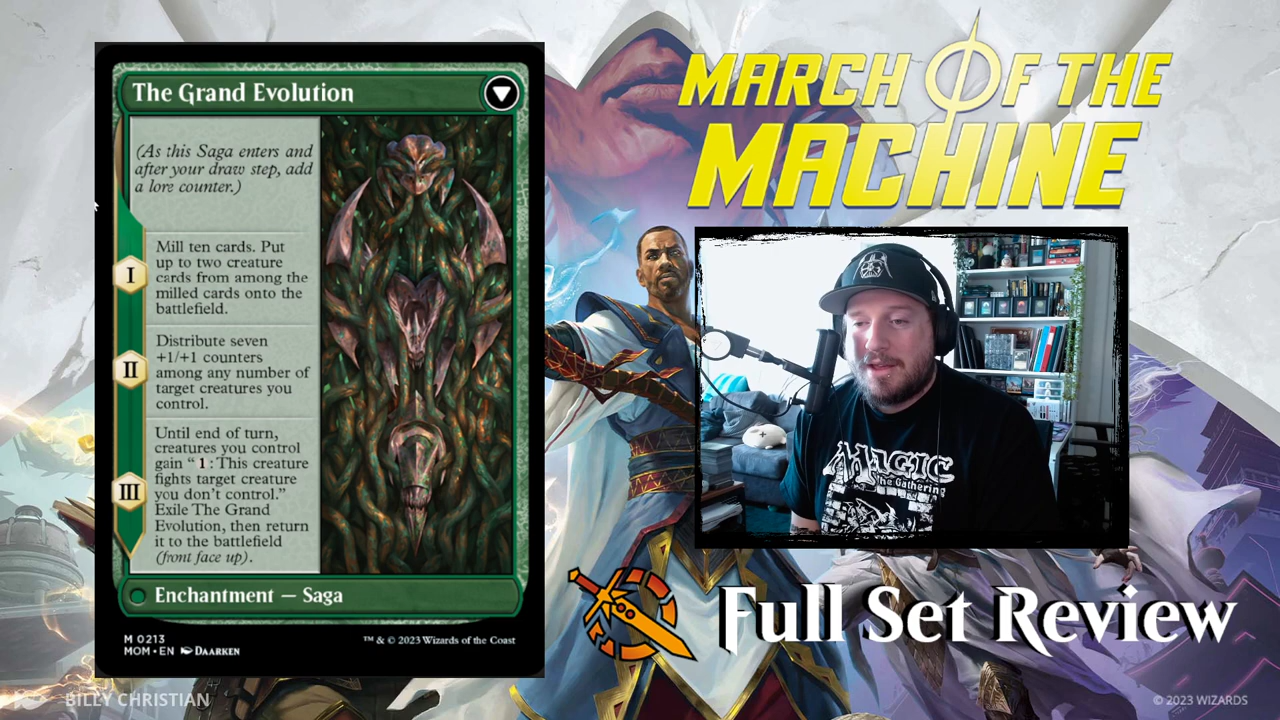 The Grand Evolution
(As this Saga enters and
after your draw step, add
a lore counter.)
I
Mill ten cards. Put
up to two creature
cards from among the
milled cards onto the
battlefield.
II
Distribute seven
+1/+1 counters
among any number of
target creatures you
control.
III
Until end of turn,
creatures you control
gain “1: This creature
fights target creature
you don’t control.”
Exile The Grand
Evolution, then return
it to the battlefield
(front face up).
Enchantment — Saga
M 0213
MOM • EN DAARKEN
™ & © 2023 Wizards of the Coast
MARCH OF THE
MACHINE
MAGIC
The Gathering
Full Set Review
BILLY CHRISTIAN
© 2023 WIZARDS